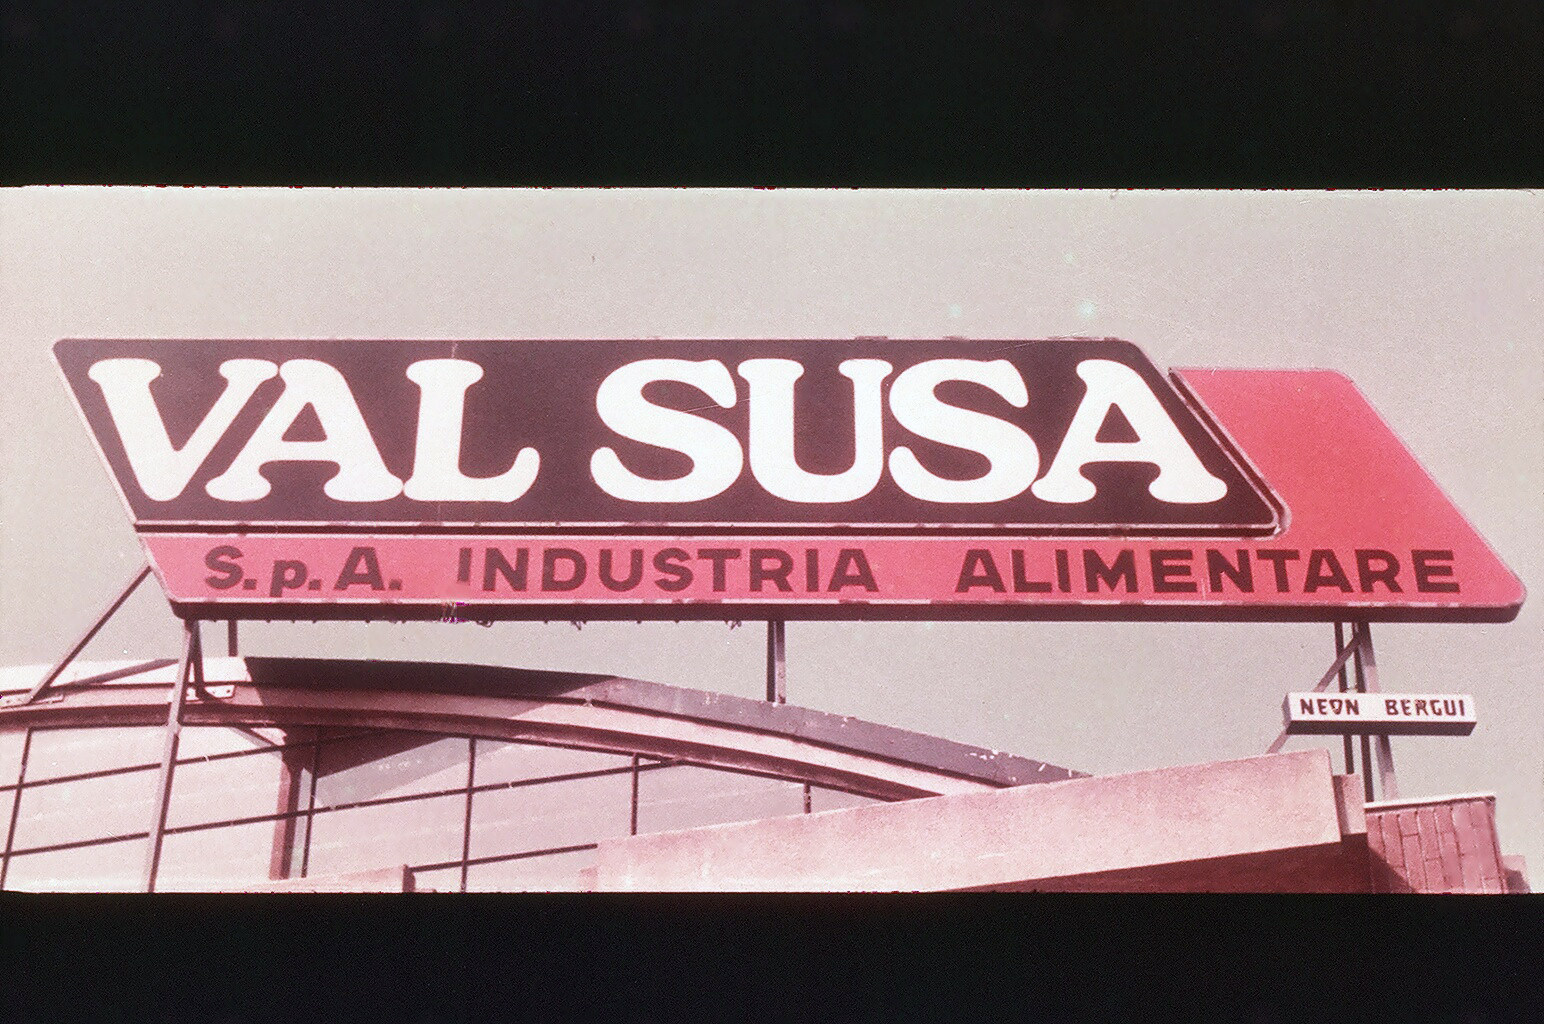 VAL SUSA
S.p.A. INDUSTRIA ALIMENTARE
NEON BERGUI